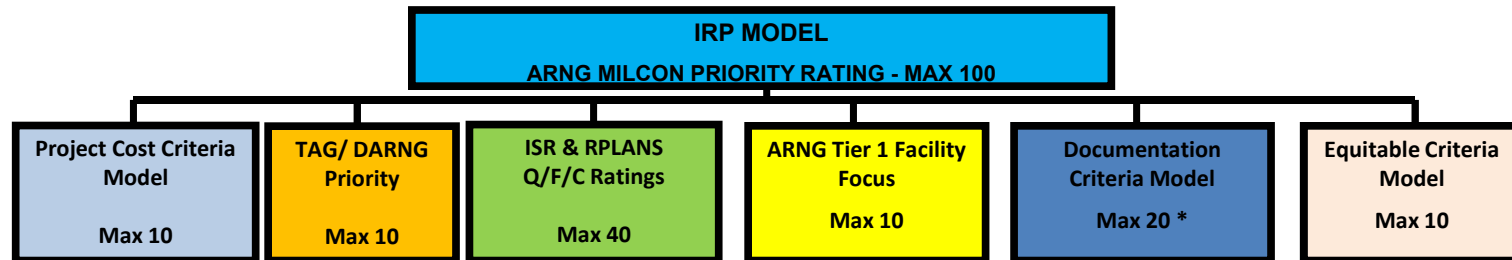 IRP MODEL
ARNG MILCON PRIORITY RATING - MAX 100
Project Cost Criteria
Model
Max 10
TAG/ DARNG
Priority
Max 10
ISR & RPLANS
Q/F/C Ratings
Max 40
ARNG Tier 1 Facility
Focus
Max 10
Documentation
Criteria Model
Max 20 *
Equitable Criteria
Model
Max 10